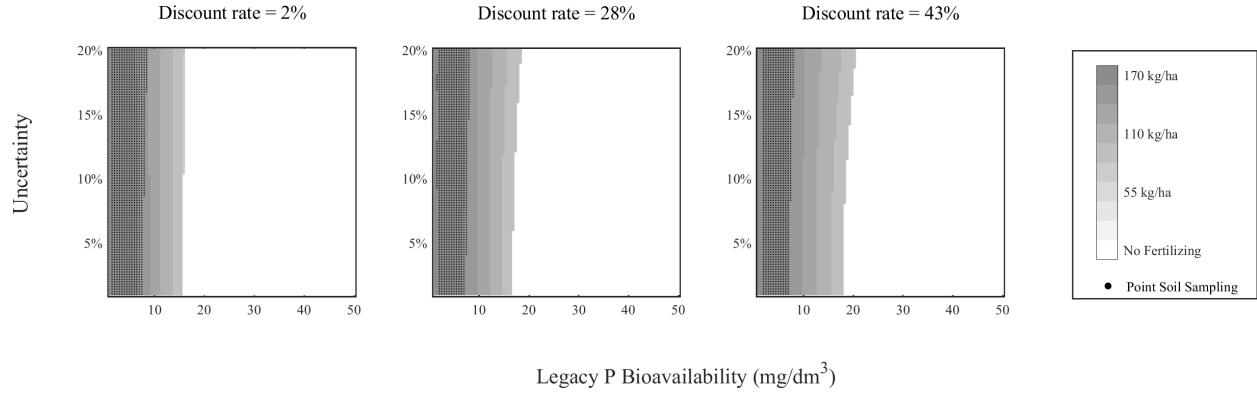 Discount rate = 2%
Discount rate = 28%
Discount rate = 43%
Uncertainty
20%
15%
10%
5%
10 20 30 40 50
20%
15%
10%
5%
10 20 30 40 50
20%
15%
10%
5%
10 20 30 40 50
170 kg/ha
110 kg/ha
55 kg/ha
No Fertilizing
Point Soil Sampling
Legacy P Bioavailability (mg/dm³)